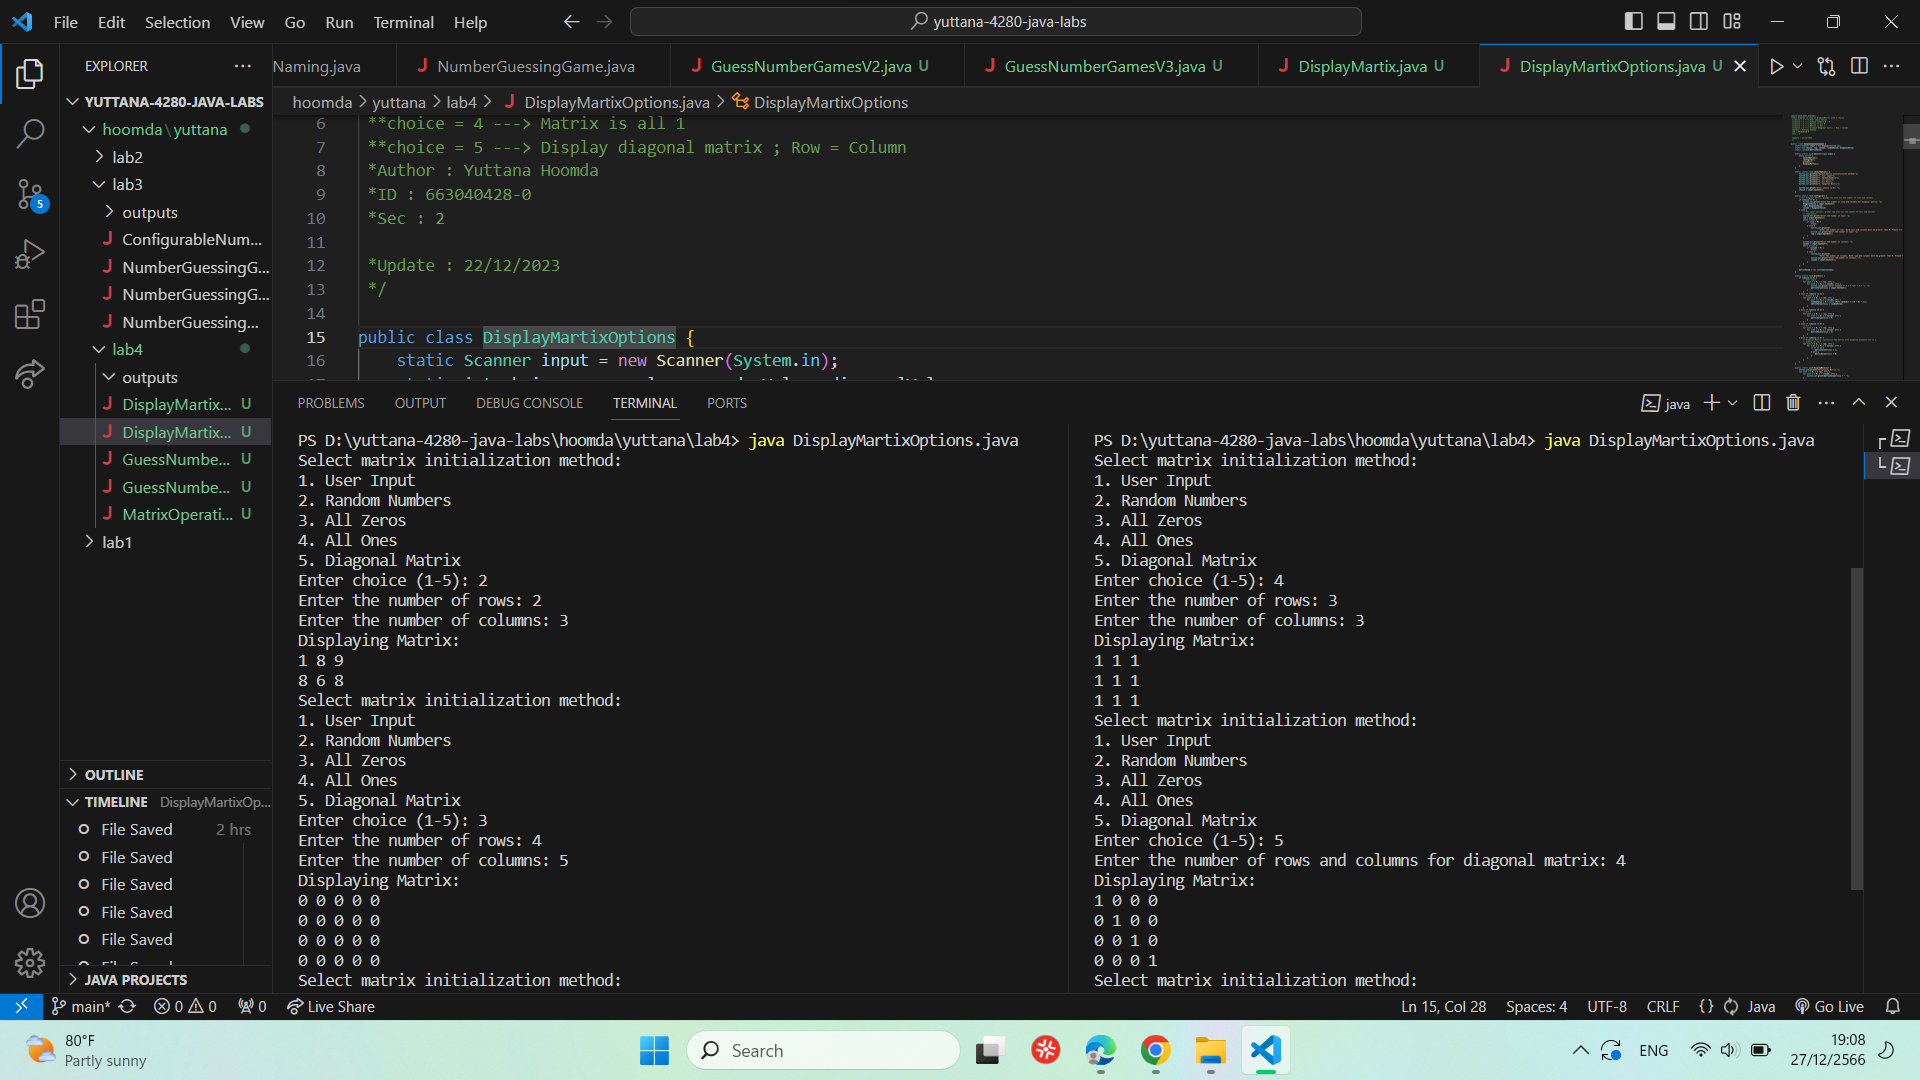 File Edit Selection View Go Run Terminal Help
yuttana-4280-java-labs
EXPLORER
Naming.java
NumberGuessingGame.java
GuessNumberGamesV2.java U
GuessNumberGamesV3.java U
DisplayMartix.java U
DisplayMartixOptions.java U
YUTTANA-4280-JAVA-LABS
hoomda\yuttana
lab2
lab3
outputs
ConfigurableNum...
NumberGuessingG...
NumberGuessingG...
NumberGuessing...
lab4
outputs
DisplayMartix... U
DisplayMartix... U
GuessNumbe... U
GuessNumbe... U
MatrixOperati... U
lab1
5
OUTLINE
TIMELINE DisplayMartixOp...
File Saved 2 hrs
File Saved
File Saved
File Saved
File Saved
JAVA PROJECTS
hoomda > yuttana > lab4 > DisplayMartixOptions.java > DisplayMartixOptions
6 **choice = 4 ---> Matrix is all 1
7 **choice = 5 ---> Display diagonal matrix ; Row = Column
8 *Author : Yuttana Hoomda
9 *ID : 663040428-0
10 *Sec : 2
11
12 *Update : 22/12/2023
13 */
14
15 public class DisplayMartixOptions {
16 static Scanner input = new Scanner(System.in);
PROBLEMS OUTPUT DEBUG CONSOLE TERMINAL PORTS
java
PS D:\yuttana-4280-java-labs\hoomda\yuttana\lab4> java DisplayMartixOptions.java
Select matrix initialization method:
1. User Input
2. Random Numbers
3. All Zeros
4. All Ones
5. Diagonal Matrix
Enter choice (1-5): 2
Enter the number of rows: 2
Enter the number of columns: 3
Displaying Matrix:
1 8 9
8 6 8
Select matrix initialization method:
1. User Input
2. Random Numbers
3. All Zeros
4. All Ones
5. Diagonal Matrix
Enter choice (1-5): 3
Enter the number of rows: 4
Enter the number of columns: 5
Displaying Matrix:
0 0 0 0 0
0 0 0 0 0
0 0 0 0 0
0 0 0 0 0
Select matrix initialization method:
PS D:\yuttana-4280-java-labs\hoomda\yuttana\lab4> java DisplayMartixOptions.java
Select matrix initialization method:
1. User Input
2. Random Numbers
3. All Zeros
4. All Ones
5. Diagonal Matrix
Enter choice (1-5): 4
Enter the number of rows: 3
Enter the number of columns: 3
Displaying Matrix:
1 1 1
1 1 1
1 1 1
Select matrix initialization method:
1. User Input
2. Random Numbers
3. All Zeros
4. All Ones
5. Diagonal Matrix
Enter choice (1-5): 5
Enter the number of rows and columns for diagonal matrix: 4
Displaying Matrix:
1 0 0 0
0 1 0 0
0 0 1 0
0 0 0 1
Select matrix initialization method:
main* 0 0 0 Live Share
Ln 15, Col 28 Spaces: 4 UTF-8 CRLF {} Java Go Live
80°F
Partly sunny
Search
ENG
19:08
27/12/2566